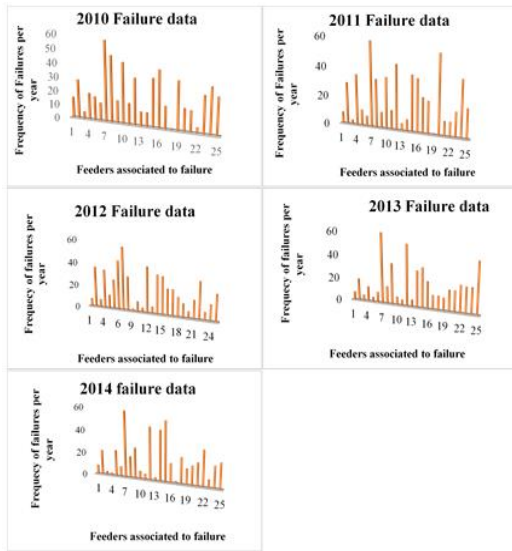 2010 Failure data
Frequency of Failures per year
60
50
40
30
20
10
0
1 4 7 10 13 16 19 22 25
Feeders associated to failure
2011 Failure data
Frequency of Failures per year
60
40
20
0
1 4 7 10 13 16 19 22 25
Feeders associated to failure
2012 Failure data
Frequecy of failures per year
60
40
20
0
1 3 6 9 12 15 18 21 24
Feeders associated to failure
2013 Failure data
Frequecy of failures per year
60
40
20
0
1 4 7 10 13 16 19 22 25
Feeders associated to failure
2014 failure data
Frequecy of failures per year
60
40
20
0
1 4 7 10 13 16 19 22 25
Feeders associated to failure